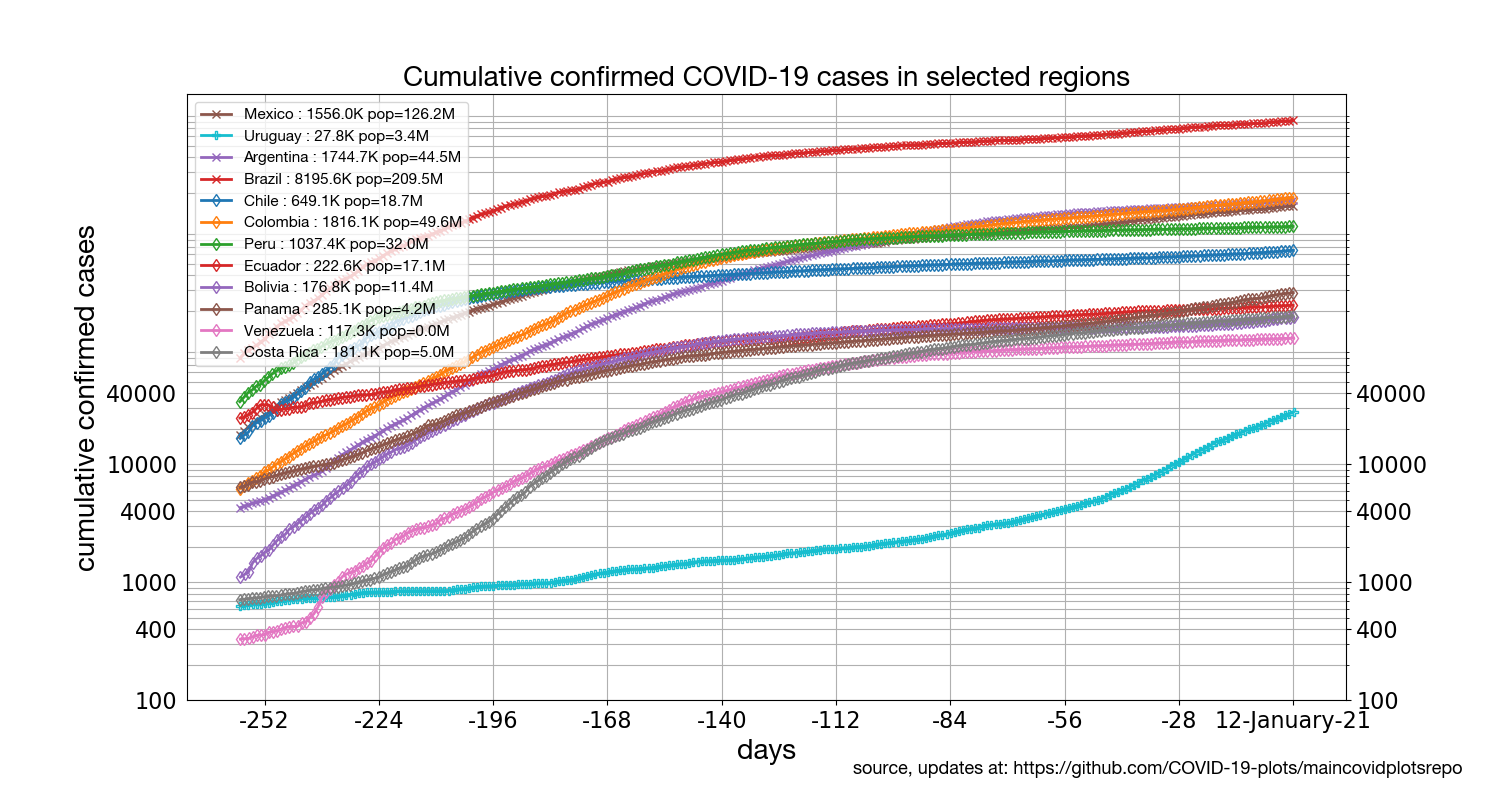 Cumulative confirmed COVID-19 cases in selected regions
Mexico : 1556.0K pop=126.2M
Uruguay : 27.8K pop=3.4M
Argentina : 1744.7K pop=44.5M
Brazil : 8195.6K pop=209.5M
Chile : 649.1K pop=18.7M
Colombia : 1816.1K pop=49.6M
Peru : 1037.4K pop=32.0M
Ecuador : 222.6K pop=17.1M
Bolivia : 176.8K pop=11.4M
Panama : 285.1K pop=4.2M
Venezuela : 117.3K pop=0.0M
Costa Rica : 181.1K pop=5.0M
cumulative confirmed cases
40000 40000
10000 10000
4000 4000
1000 1000
400 400
100 100
-252 -224 -196 -168 -140 -112 -84 -56 -28 12-January-21
days
source, updates at: https://github.com/COVID-19-plots/maincovidplotsrepo